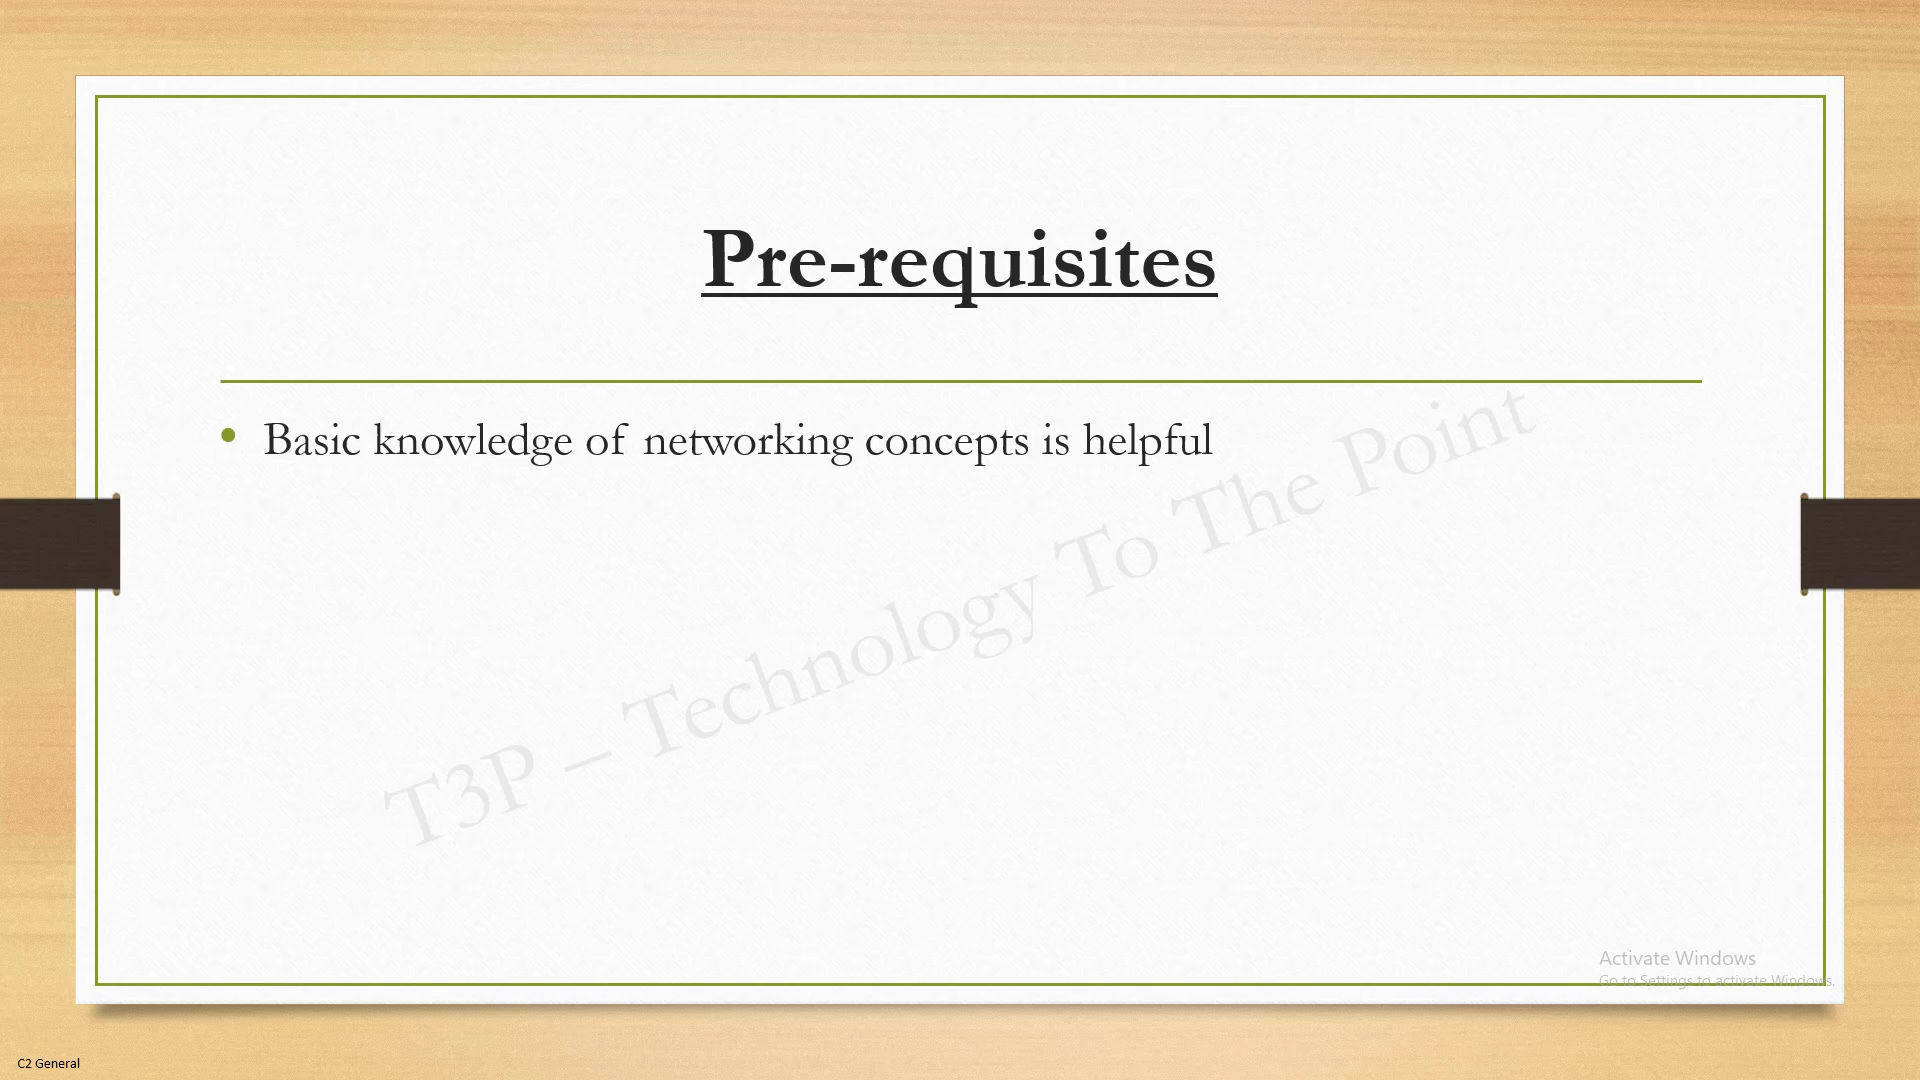 Pre-requisites
• Basic knowledge of networking concepts is helpful
T3P – Technology To The Point
Activate Windows
Go to Settings to activate Windows.
C2 General